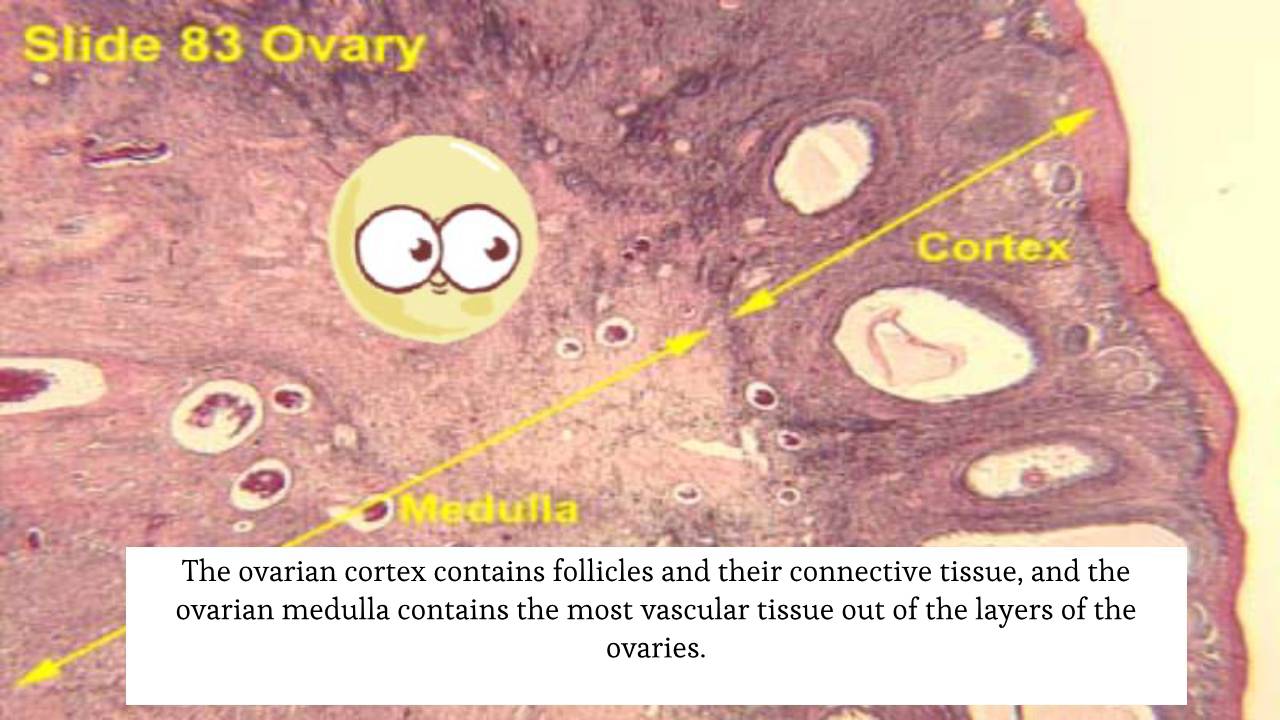 Slide 83 Ovary
Cortex
Medulla
The ovarian cortex contains follicles and their connective tissue, and the
ovarian medulla contains the most vascular tissue out of the layers of the
ovaries.